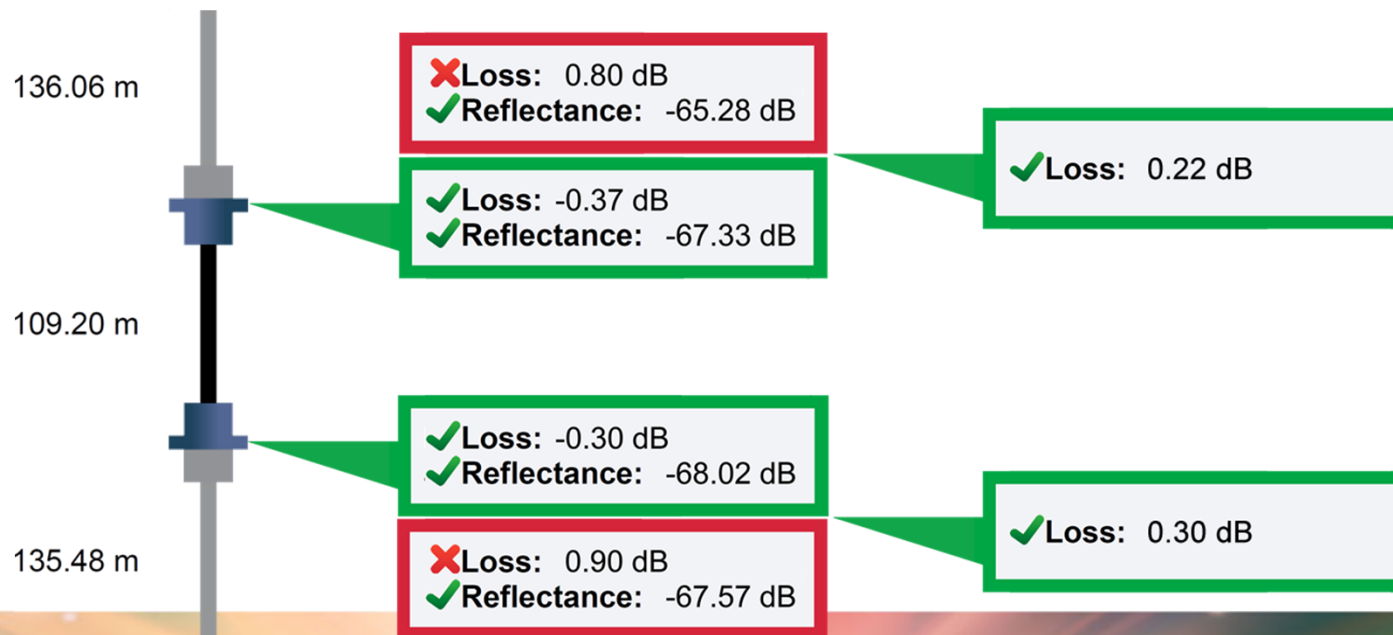 136.06 m
Loss: 0.80 dB
Reflectance: -65.28 dB
Loss: -0.37 dB
Reflectance: -67.33 dB
Loss: 0.22 dB
109.20 m
Loss: -0.30 dB
Reflectance: -68.02 dB
Loss: 0.30 dB
135.48 m
Loss: 0.90 dB
Reflectance: -67.57 dB